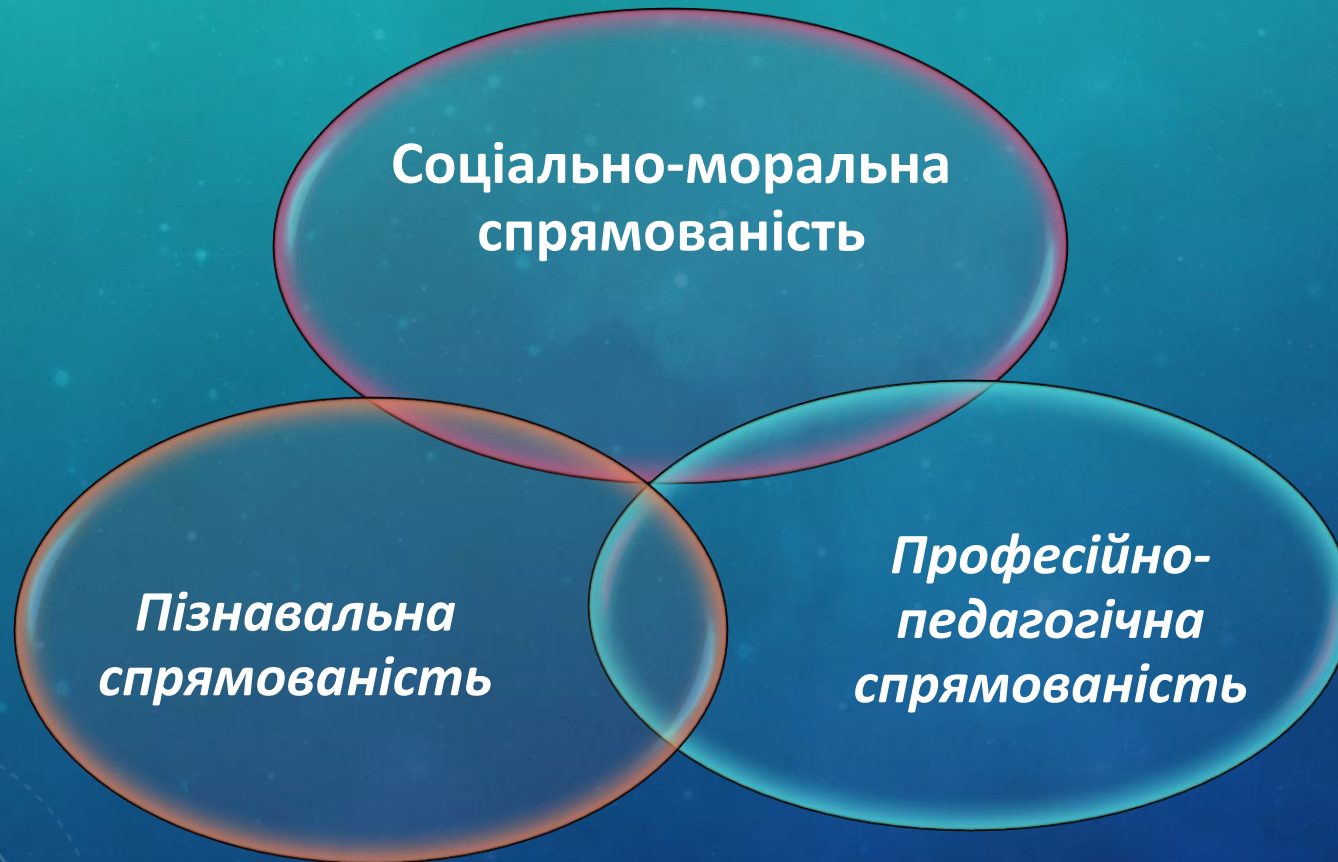 Соціально-моральна
спрямованість
Пізнавальна
спрямованість
Професійно-
педагогічна
спрямованість